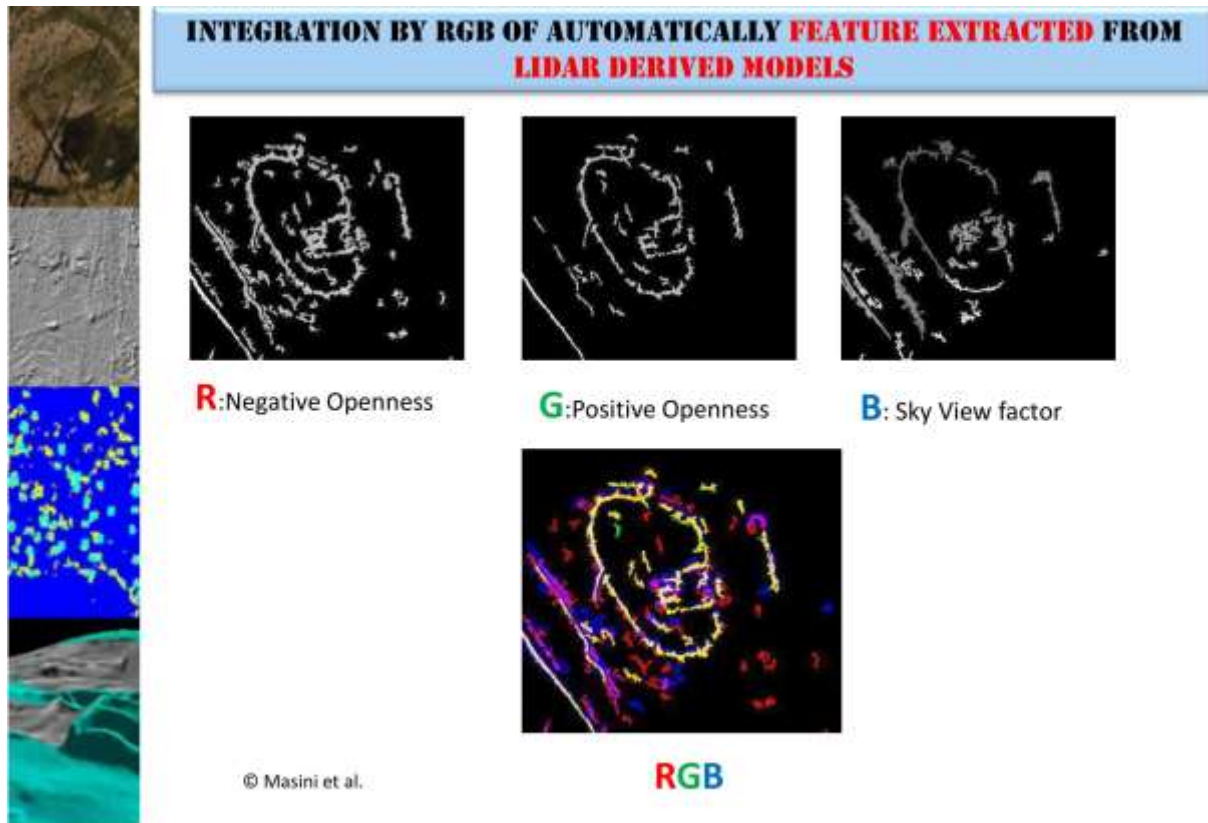 INTEGRATION BY RGB OF AUTOMATICALLY FEATURE EXTRACTED FROM
LIDAR DERIVED MODELS
R:Negative Openness
G:Positive Openness
B: Sky View factor
RGB
© Masini et al.